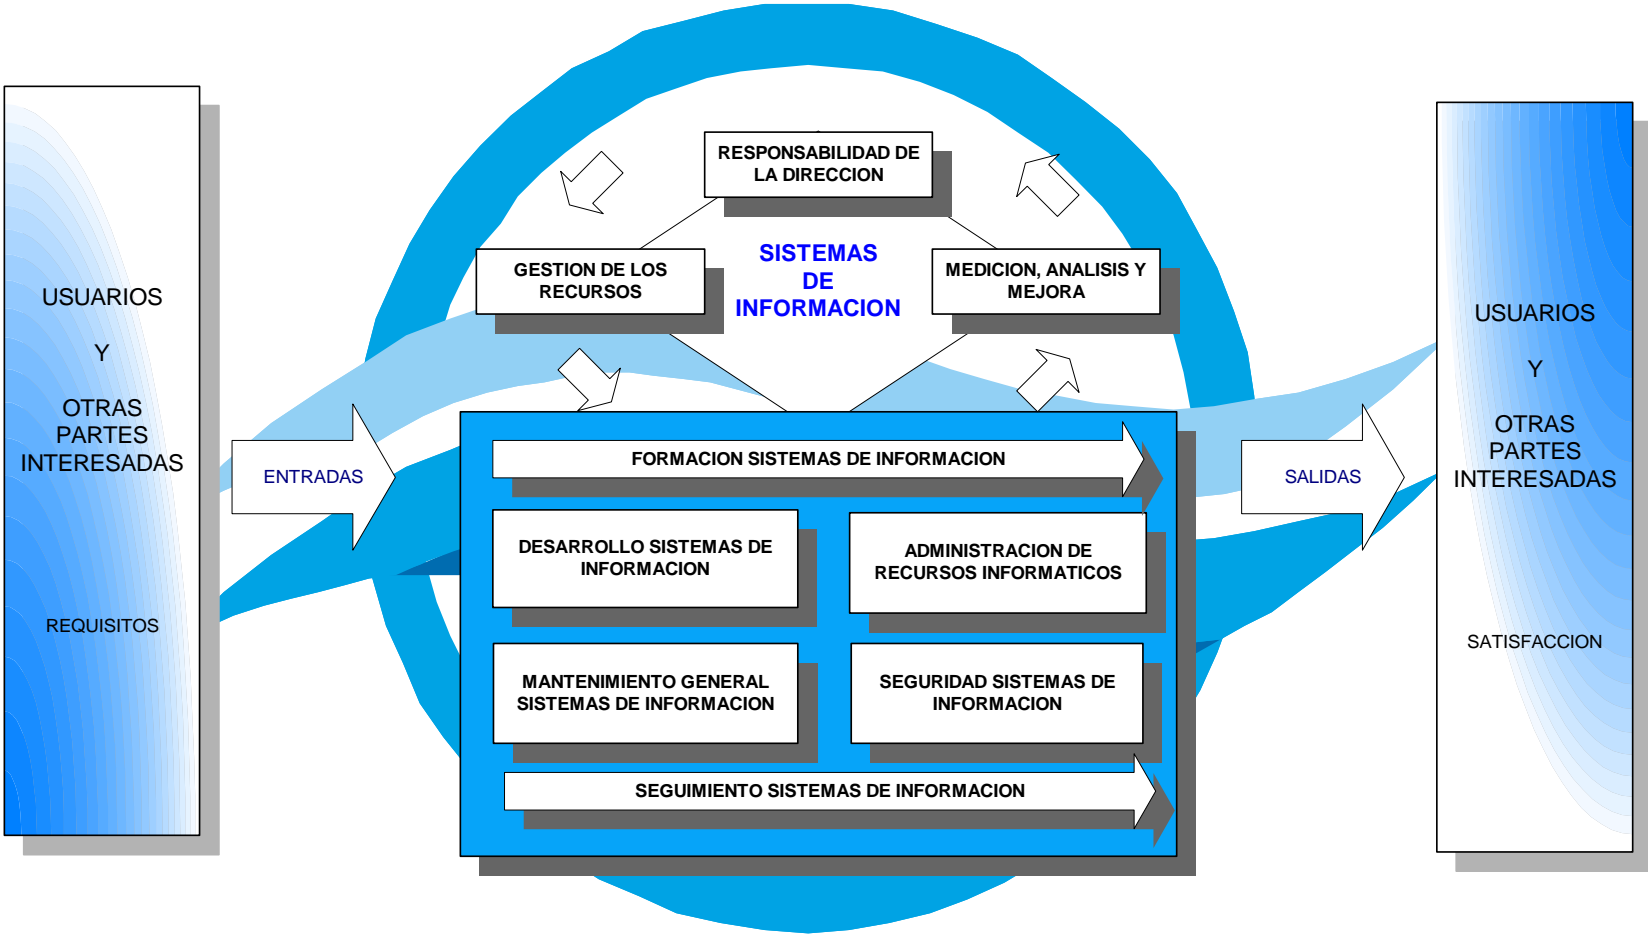 USUARIOS
Y
OTRAS
PARTES
INTERESADAS
REQUISITOS
ENTRADAS
RESPONSABILIDAD DE
LA DIRECCION
GESTION DE LOS
RECURSOS
SISTEMAS
DE
INFORMACION
MEDICION, ANALISIS Y
MEJORA
FORMACION SISTEMAS DE INFORMACION
DESARROLLO SISTEMAS DE
INFORMACION
ADMINISTRACION DE
RECURSOS INFORMATICOS
MANTENIMIENTO GENERAL
SISTEMAS DE INFORMACION
SEGURIDAD SISTEMAS DE
INFORMACION
SEGUIMIENTO SISTEMAS DE INFORMACION
SALIDAS
USUARIOS
Y
OTRAS
PARTES
INTERESADAS
SATISFACCION